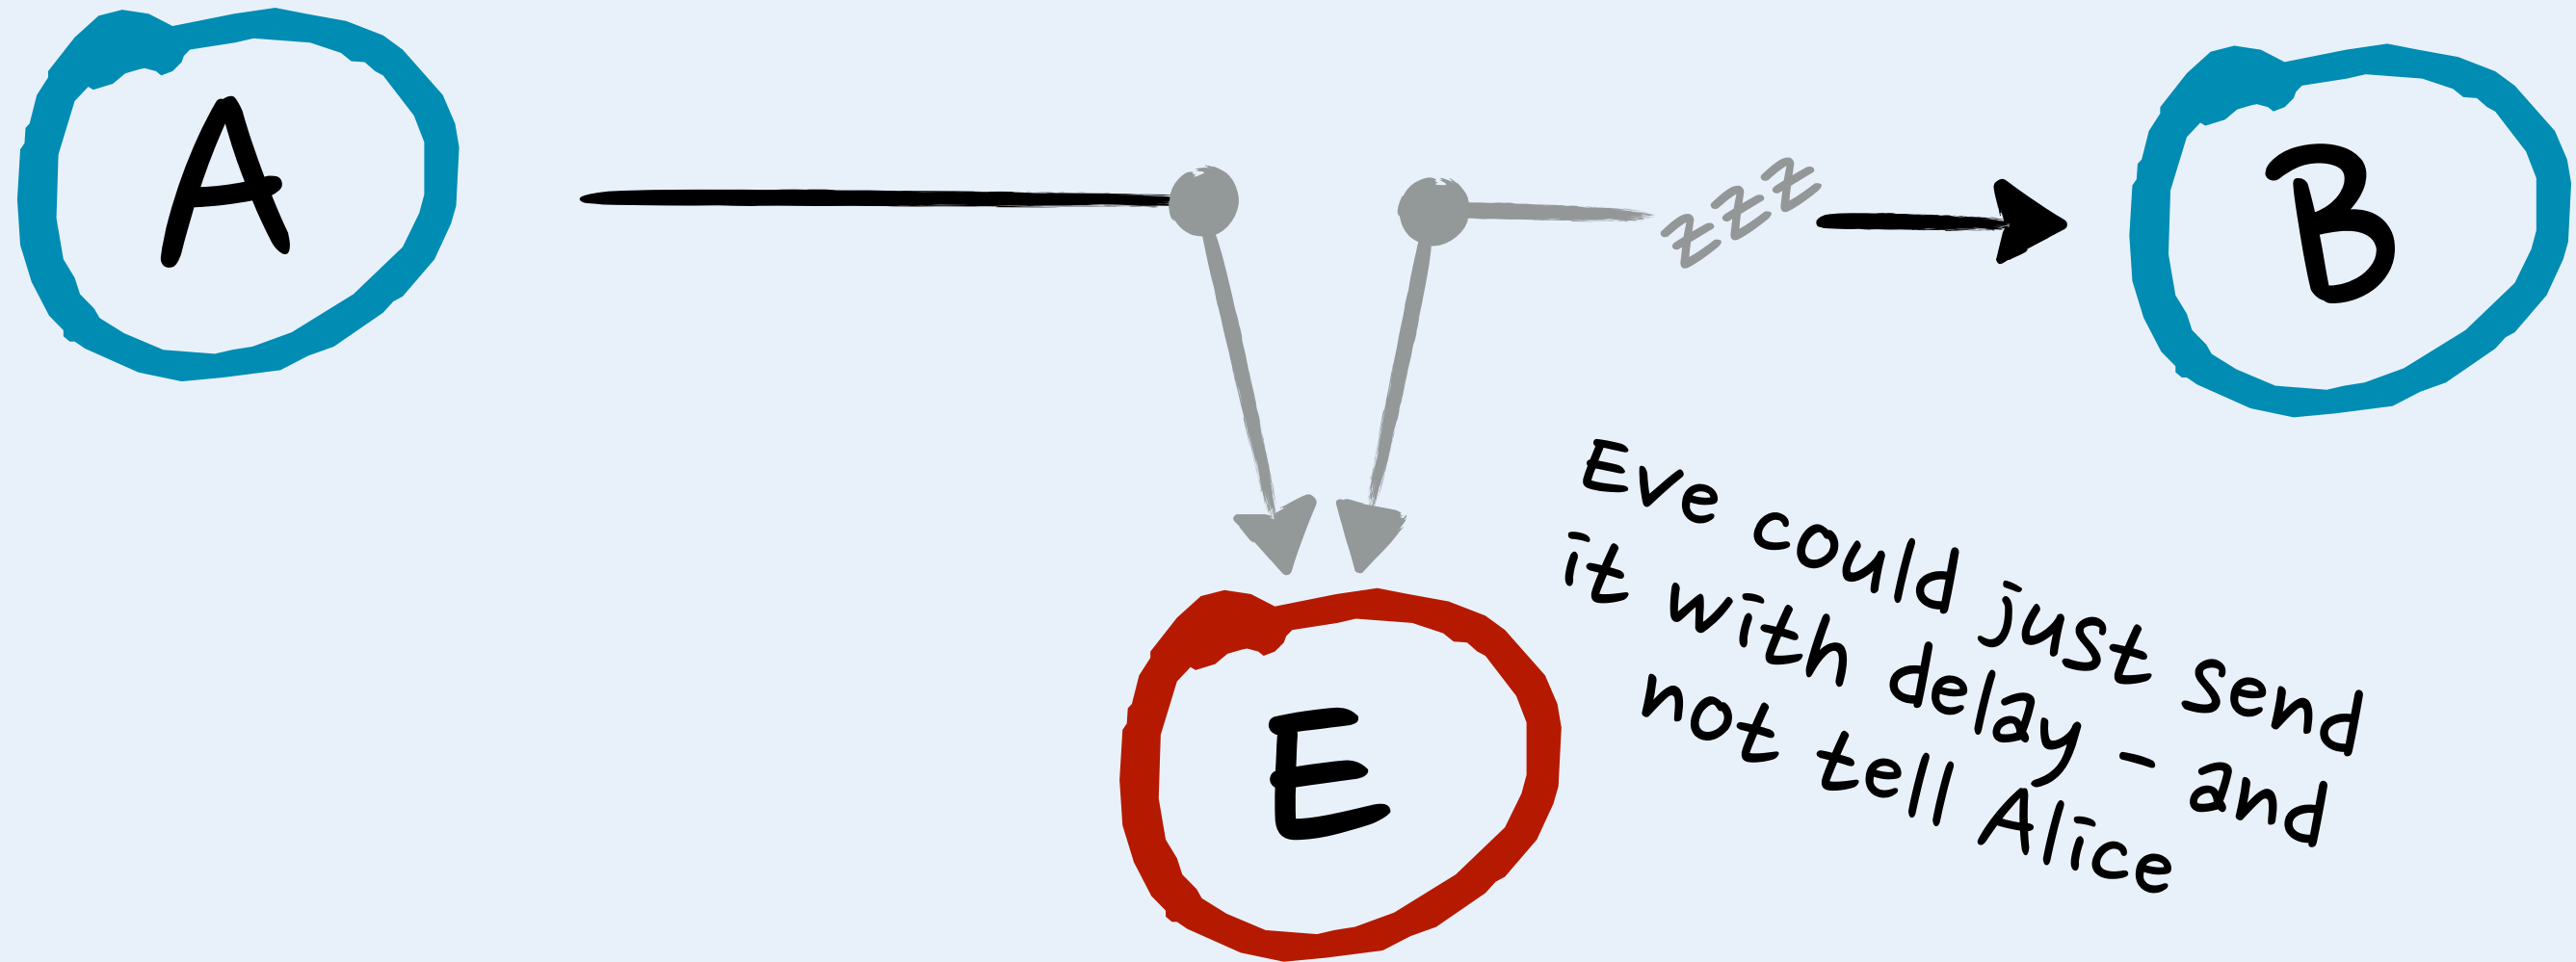 A
zzz
B
Eve could just send
it with delay - and
not tell Alice
E